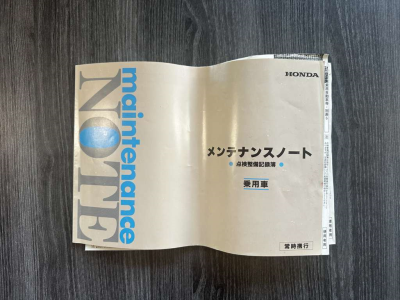 maintenance
NOTE
HONDA
メンテナンスノート
点検整備記録簿
乗用車
常時携行